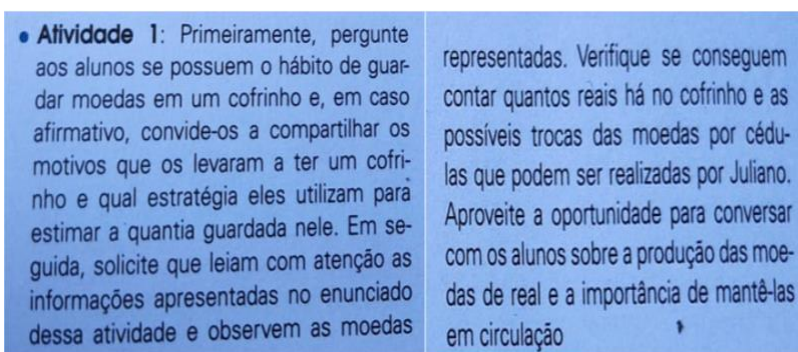 • Atividade 1: Primeiramente, pergunte
aos alunos se possuem o hábito de guar-
dar moedas em um cofrinho e, em caso
afirmativo, convide-os a compartilhar os
motivos que os levaram a ter um cofri-
nho e qual estratégia eles utilizam para
estimar a quantia guardada nele. Em se-
guida, solicite que leiam com atenção as
informações apresentadas no enunciado
dessa atividade e observem as moedas
representadas. Verifique se conseguem
contar quantos reais há no cofrinho e as
possíveis trocas das moedas por cédu-
las que podem ser realizadas por Juliano.
Aproveite a oportunidade para conversar
com os alunos sobre a produção das moe-
das de real e a importância de mantê-las
em circulação